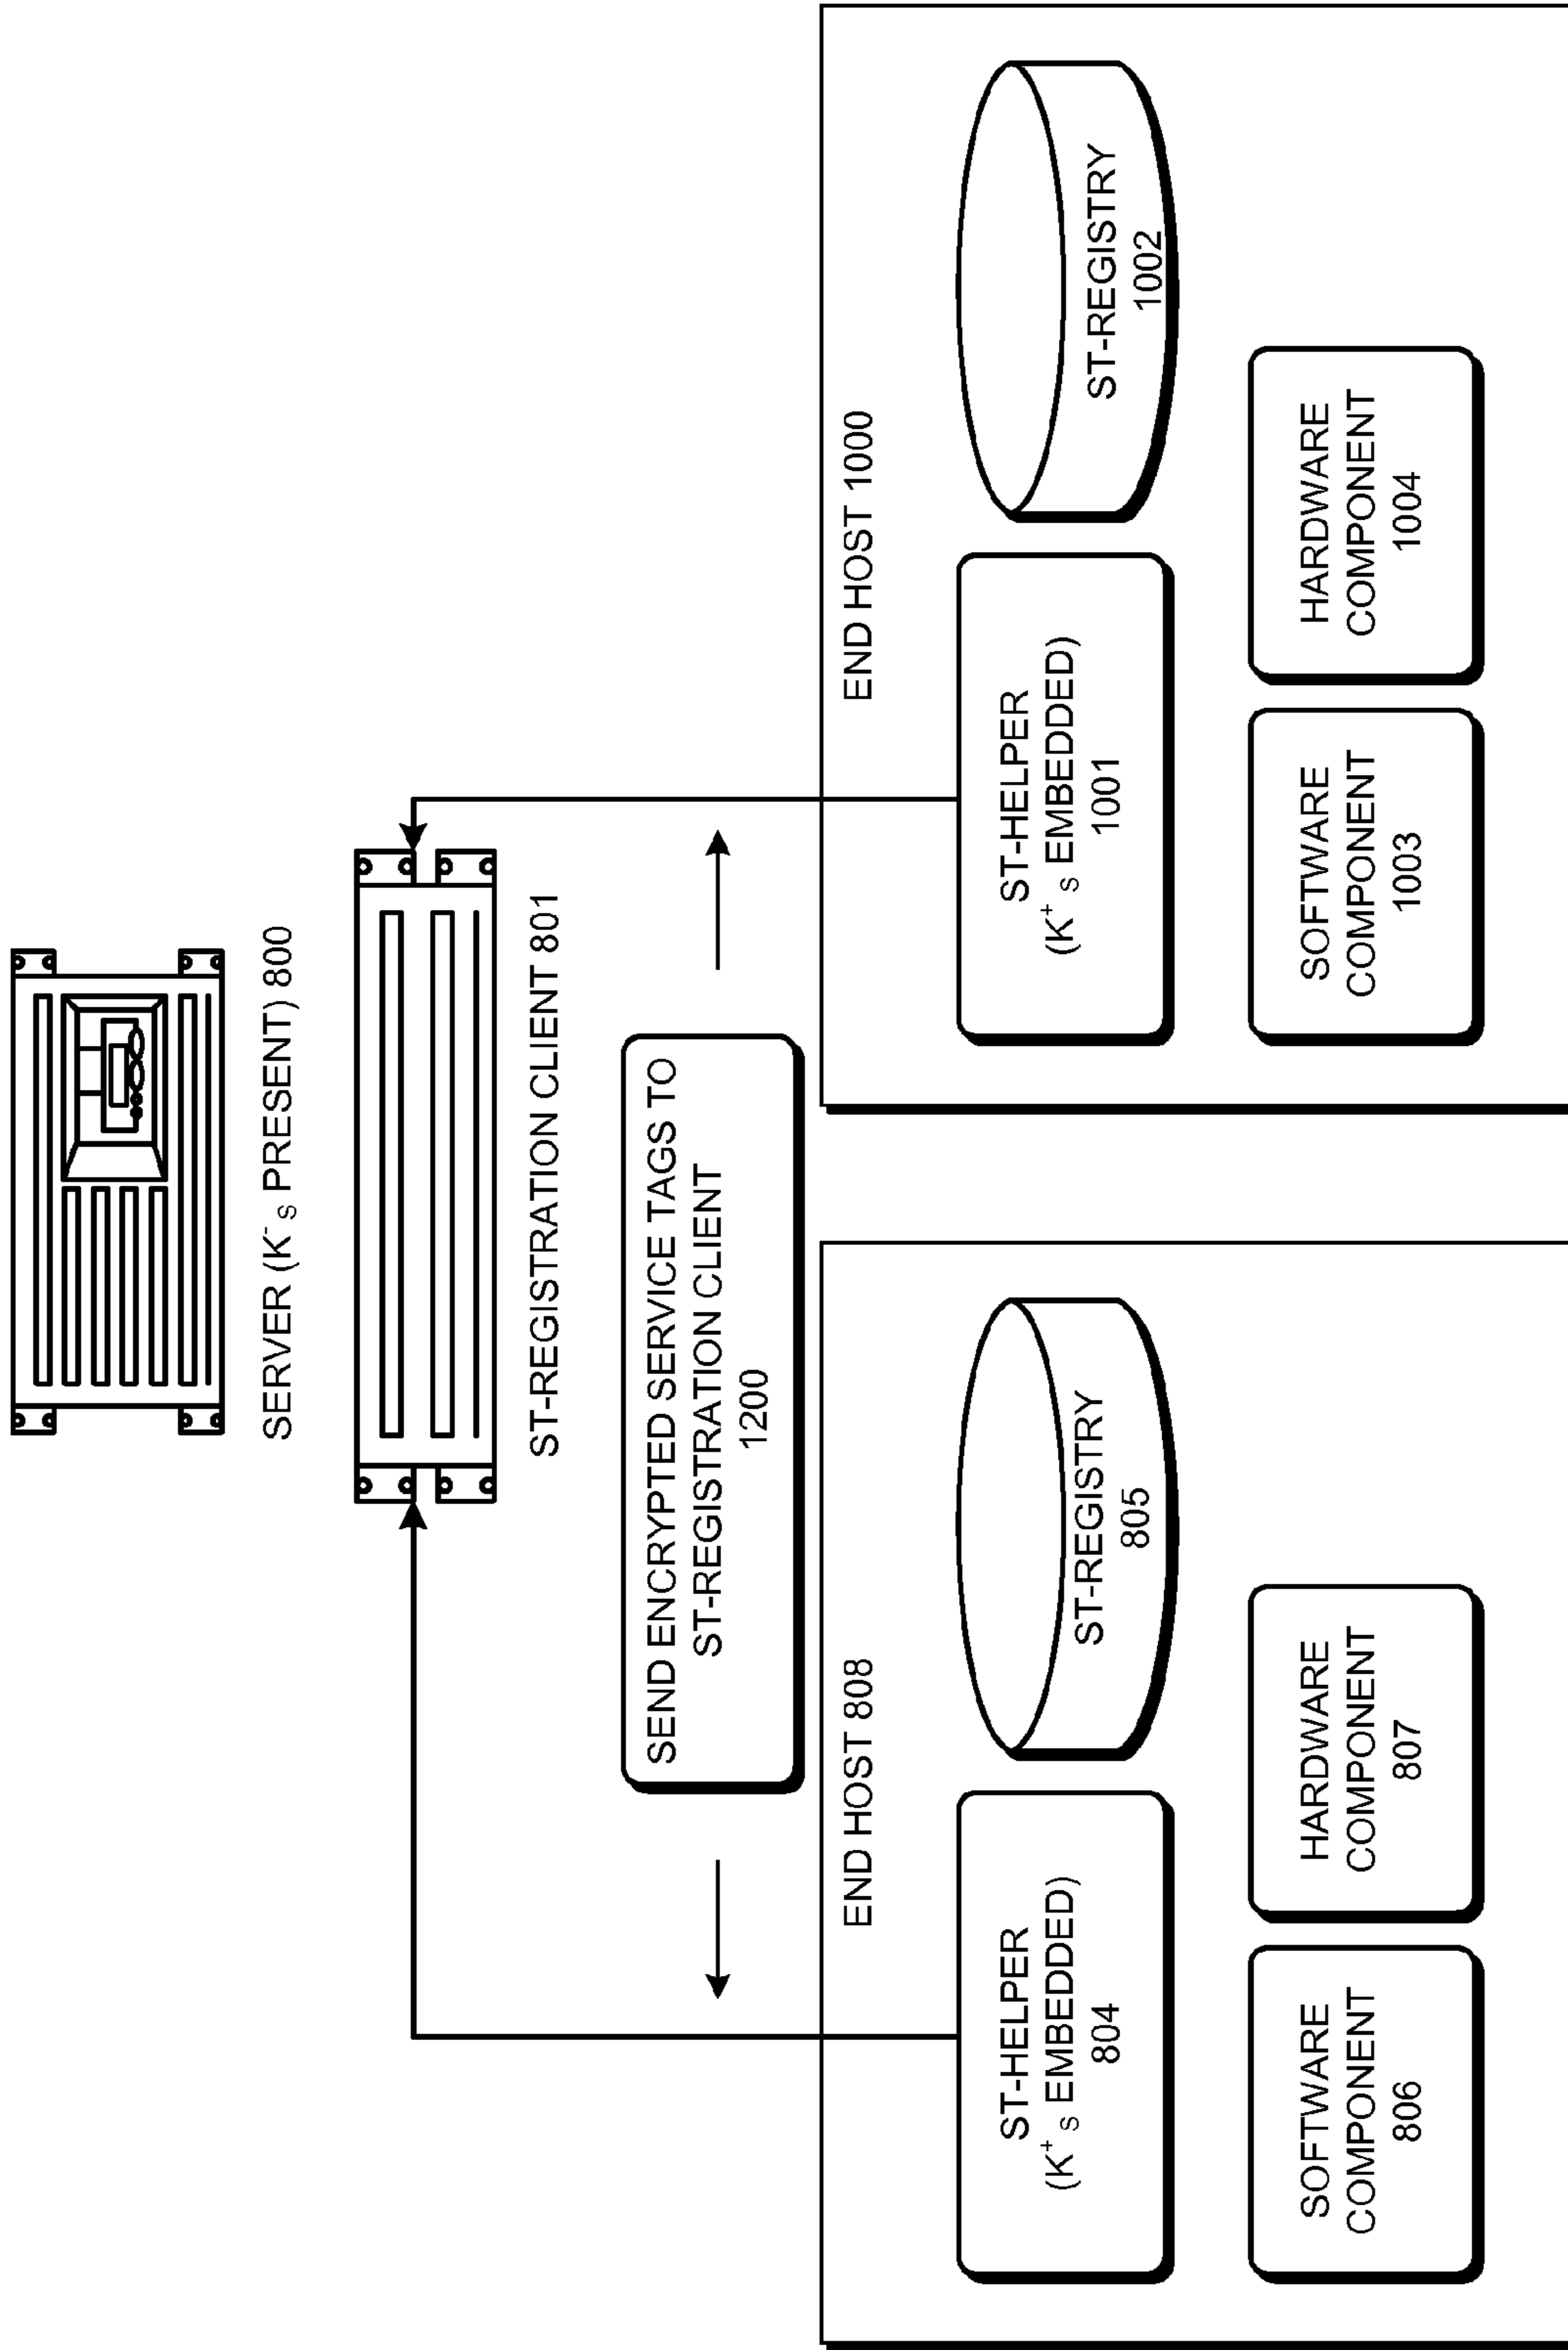 SERVER (K⁻S PRESENT) 800
ST-REGISTRATION CLIENT 801
SEND ENCRYPTED SERVICE TAGS TO
ST-REGISTRATION CLIENT
1200
END HOST 808
ST-HELPER
(K⁺S EMBEDDED)
804
ST-REGISTRY
805
SOFTWARE
COMPONENT
806
HARDWARE
COMPONENT
807
END HOST 1000
ST-HELPER
(K⁺S EMBEDDED)
1001
ST-REGISTRY
1002
SOFTWARE
COMPONENT
1003
HARDWARE
COMPONENT
1004